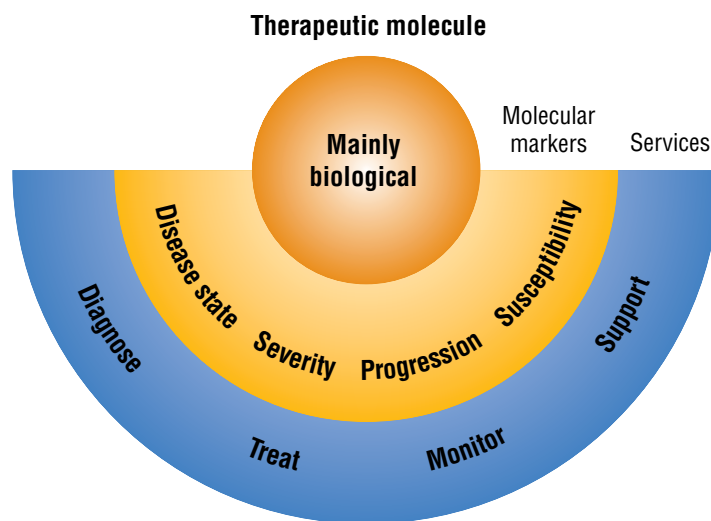 Therapeutic molecule
Molecular
markers
Services
Mainly
biological
Disease state
Severity
Progression
Susceptibility
Diagnose
Treat
Monitor
Support